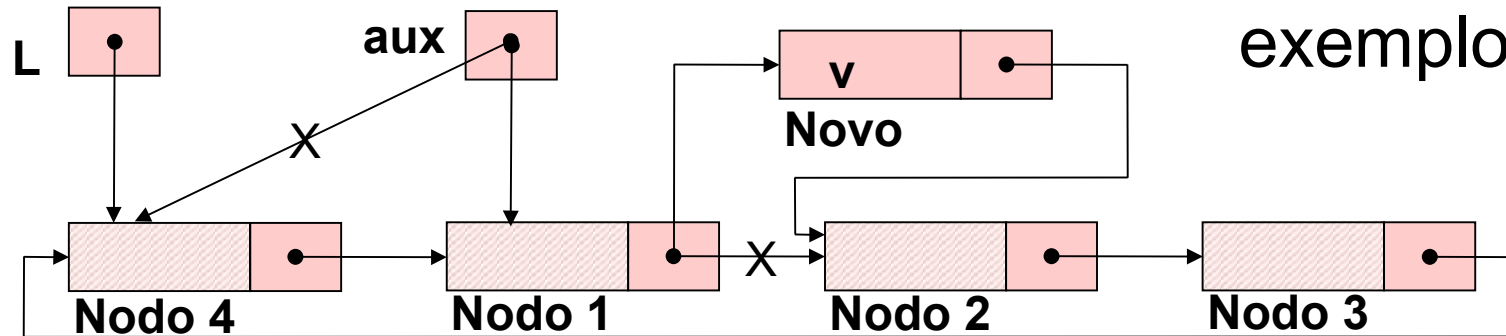 L
aux
v
exemplo
Novo
X
X
Nodo 4
Nodo 1
Nodo 2
Nodo 3